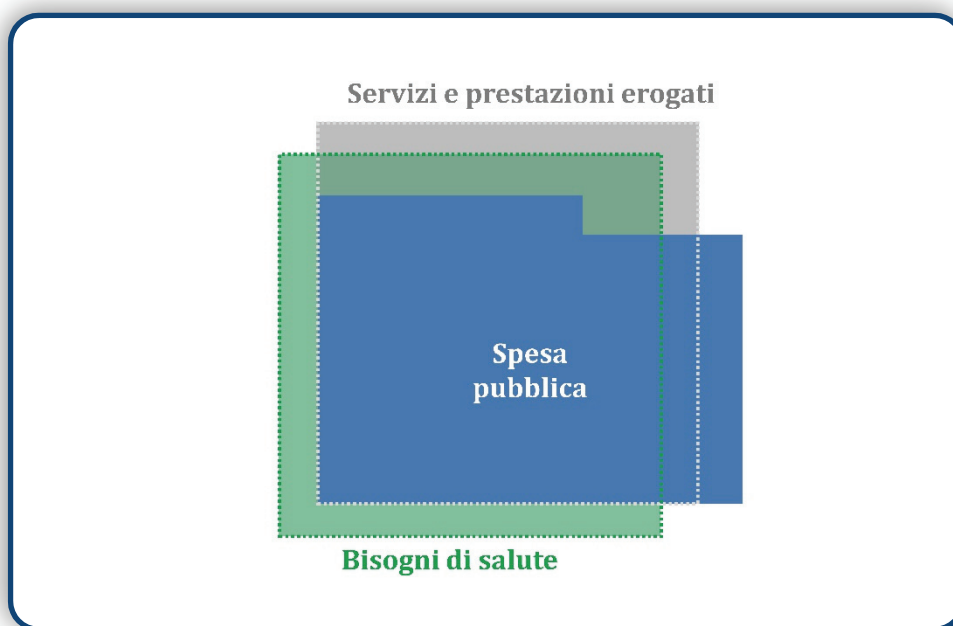 Servizi e prestazioni erogati
Spesa
pubblica
Bisogni di salute